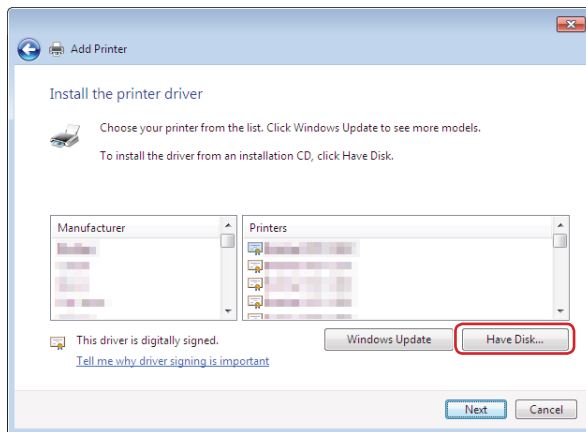 Add Printer
Install the printer driver
Choose your printer from the list. Click Windows Update to see more models.
To install the driver from an installation CD, click Have Disk.
Manufacturer
Printers
This driver is digitally signed.
Windows Update
Have Disk...
Tell me why driver signing is important
Next
Cancel